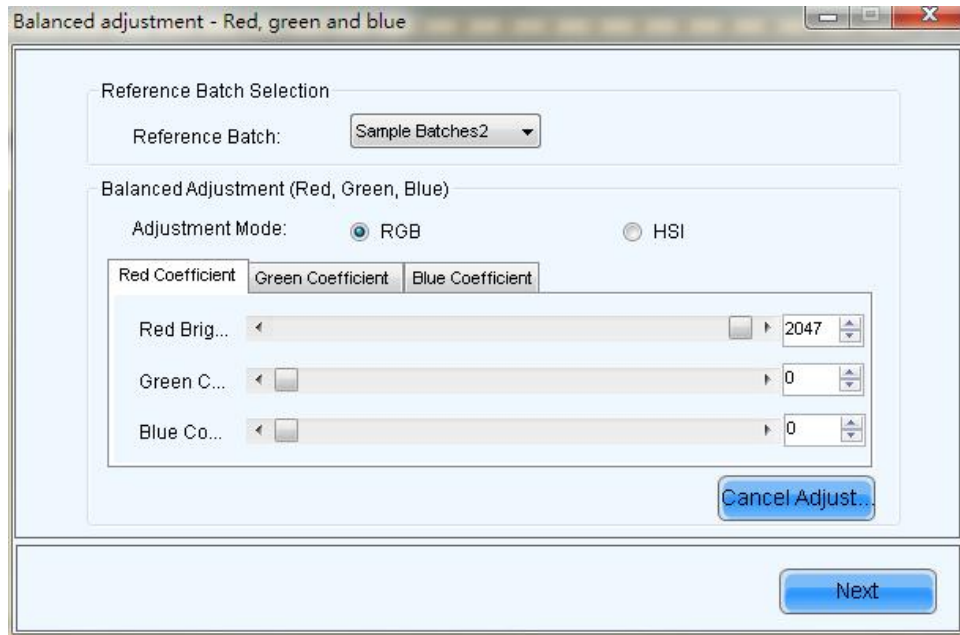 Balanced adjustment - Red, green and blue
Reference Batch Selection
Reference Batch: Sample Batches2
Balanced Adjustment (Red, Green, Blue)
Adjustment Mode: RGB HSI
Red Coefficient Green Coefficient Blue Coefficient
Red Brig... 2047
Green C... 0
Blue Co... 0
Cancel Adjust...
Next